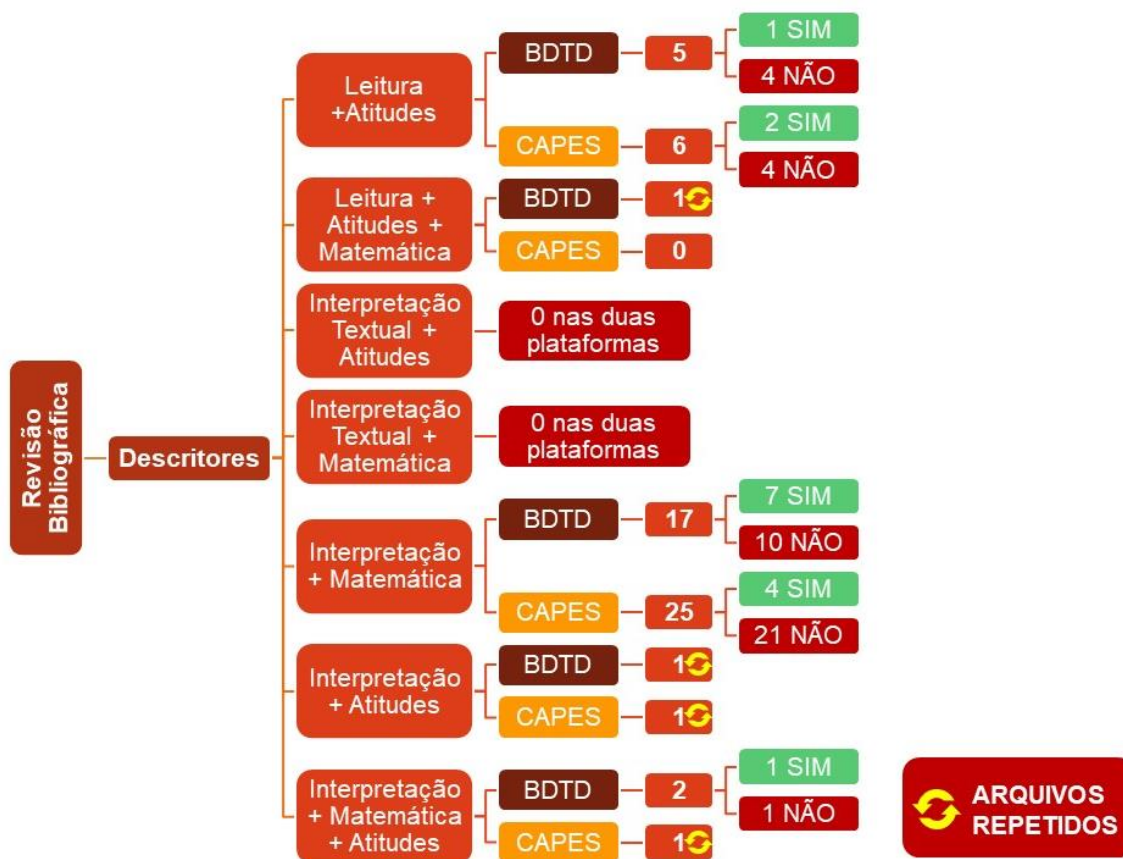 Revisão
Bibliográfica
Descritores
Leitura
+Atitudes
BDTD
5
1 SIM
4 NÃO
CAPES
6
2 SIM
4 NÃO
Leitura +
Atitudes +
Matemática
BDTD
1
CAPES
0
Interpretação
Textual +
Atitudes
0 nas duas
plataformas
Interpretação
Textual +
Matemática
0 nas duas
plataformas
Interpretação
+ Matemática
BDTD
17
7 SIM
10 NÃO
CAPES
25
4 SIM
21 NÃO
Interpretação
+ Atitudes
BDTD
1
CAPES
1
Interpretação
+ Matemática
+ Atitudes
BDTD
2
1 SIM
1 NÃO
CAPES
1
ARQUIVOS
REPETIDOS